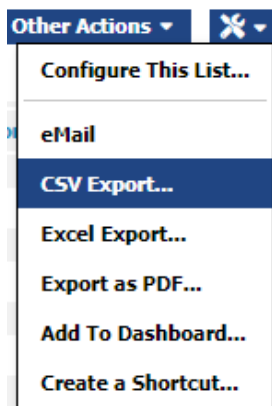 Other Actions
Configure This List...
eMail
CSV Export...
Excel Export...
Export as PDF...
Add To Dashboard...
Create a Shortcut...